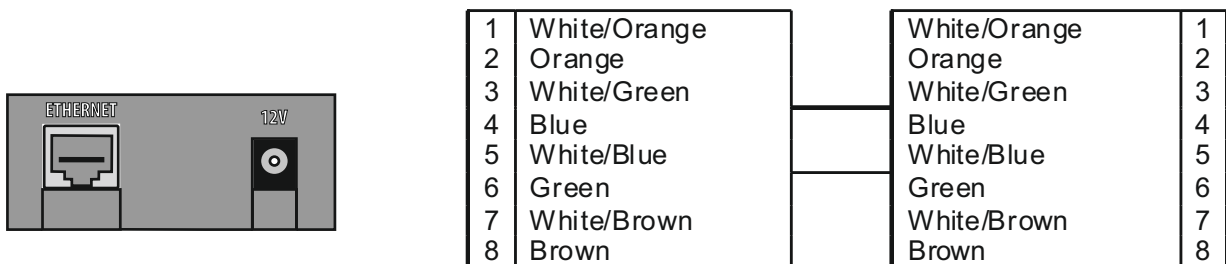 ETHERNET
12V
1 White/Orange White/Orange 1
2 Orange Orange 2
3 White/Green White/Green 3
4 Blue Blue 4
5 White/Blue White/Blue 5
6 Green Green 6
7 White/Brown White/Brown 7
8 Brown Brown 8